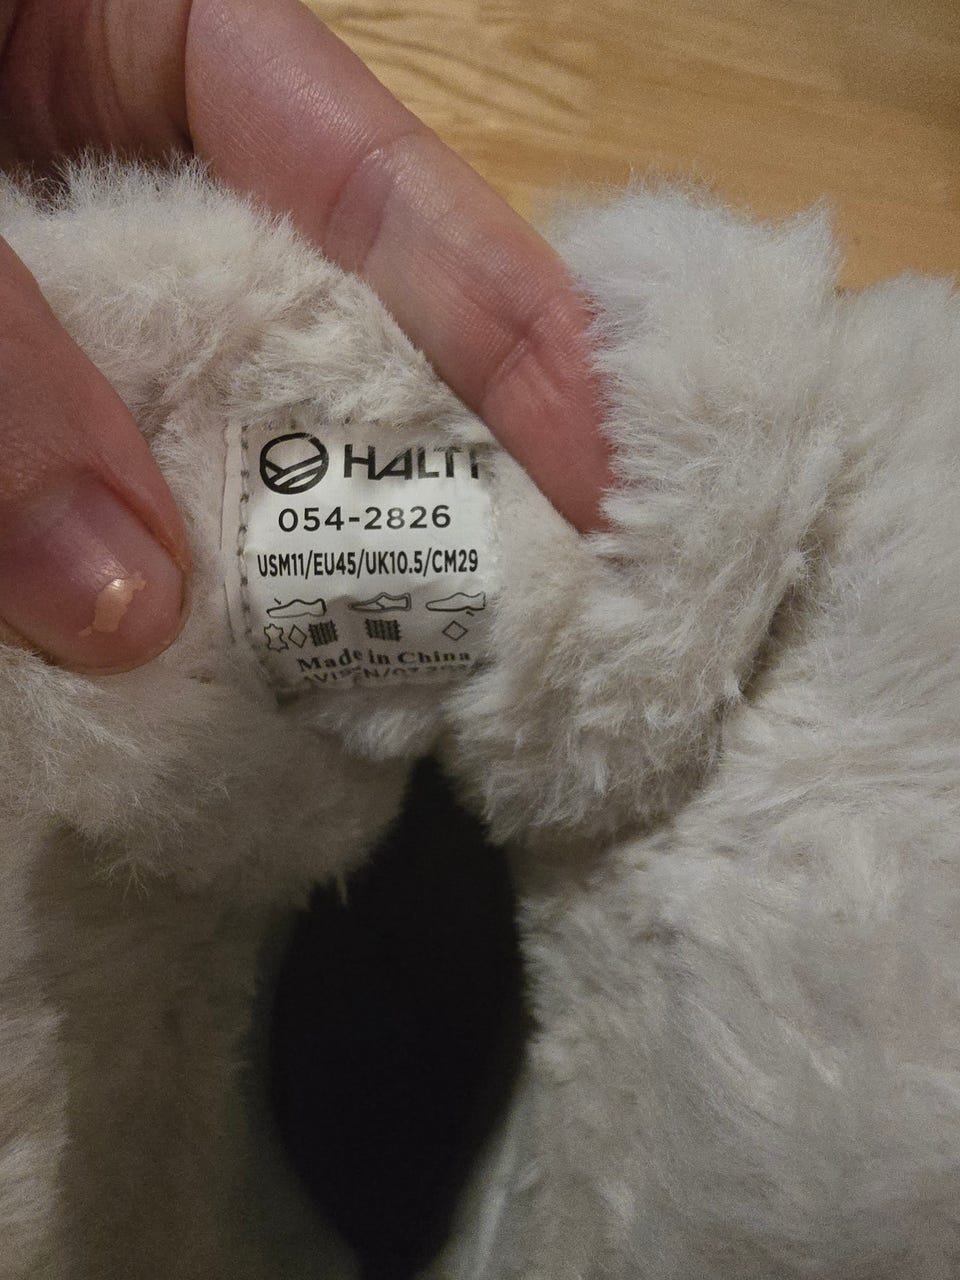 HALTI
054-2826
USM11/EU45/UK10.5/CM29
Made in China